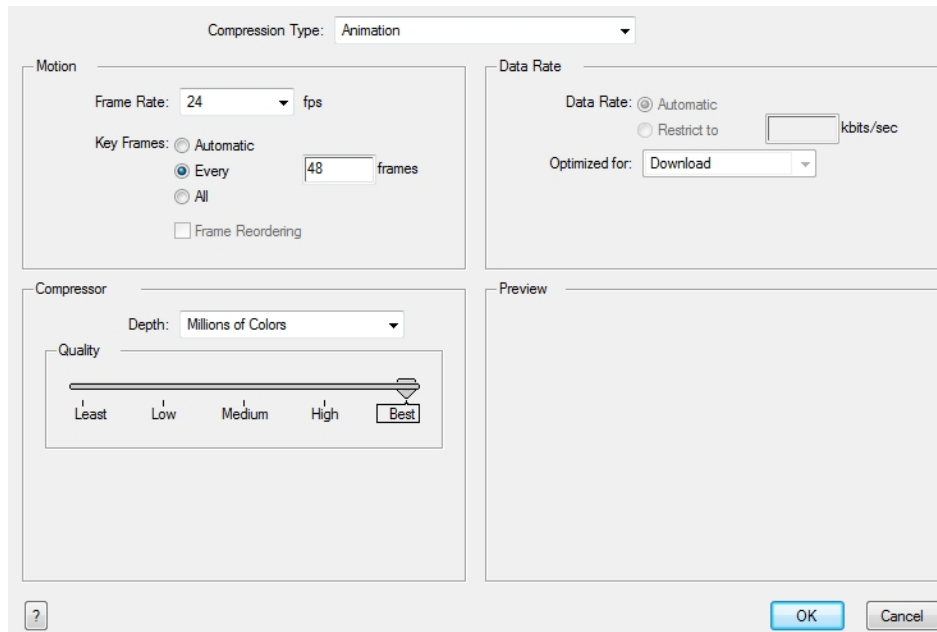 Compression Type: Animation
Motion
Frame Rate: 24 fps
Key Frames: Automatic
Every 48 frames
All
Frame Reordering
Data Rate
Data Rate: Automatic
Restrict to kbits/sec
Optimized for: Download
Compressor
Depth: Millions of Colors
Quality
Least Low Medium High Best
Preview
? OK Cancel